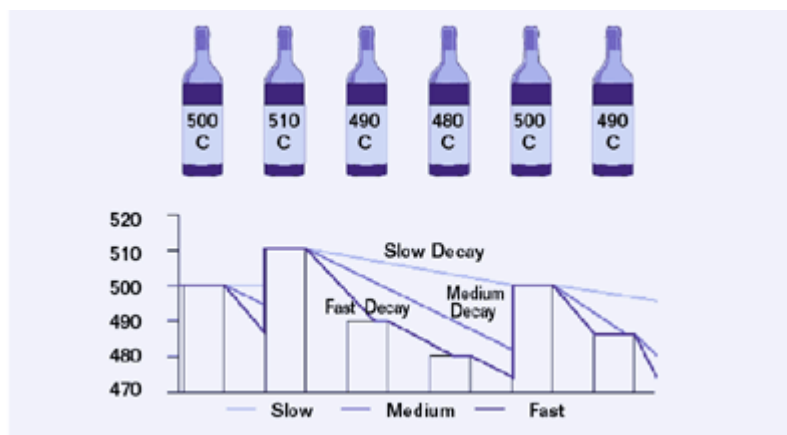 500 510 490 480 500 490
C C C C C C
520
510
500
490
480
470
Slow Decay
Fast Decay
Medium
Decay
Slow Medium Fast